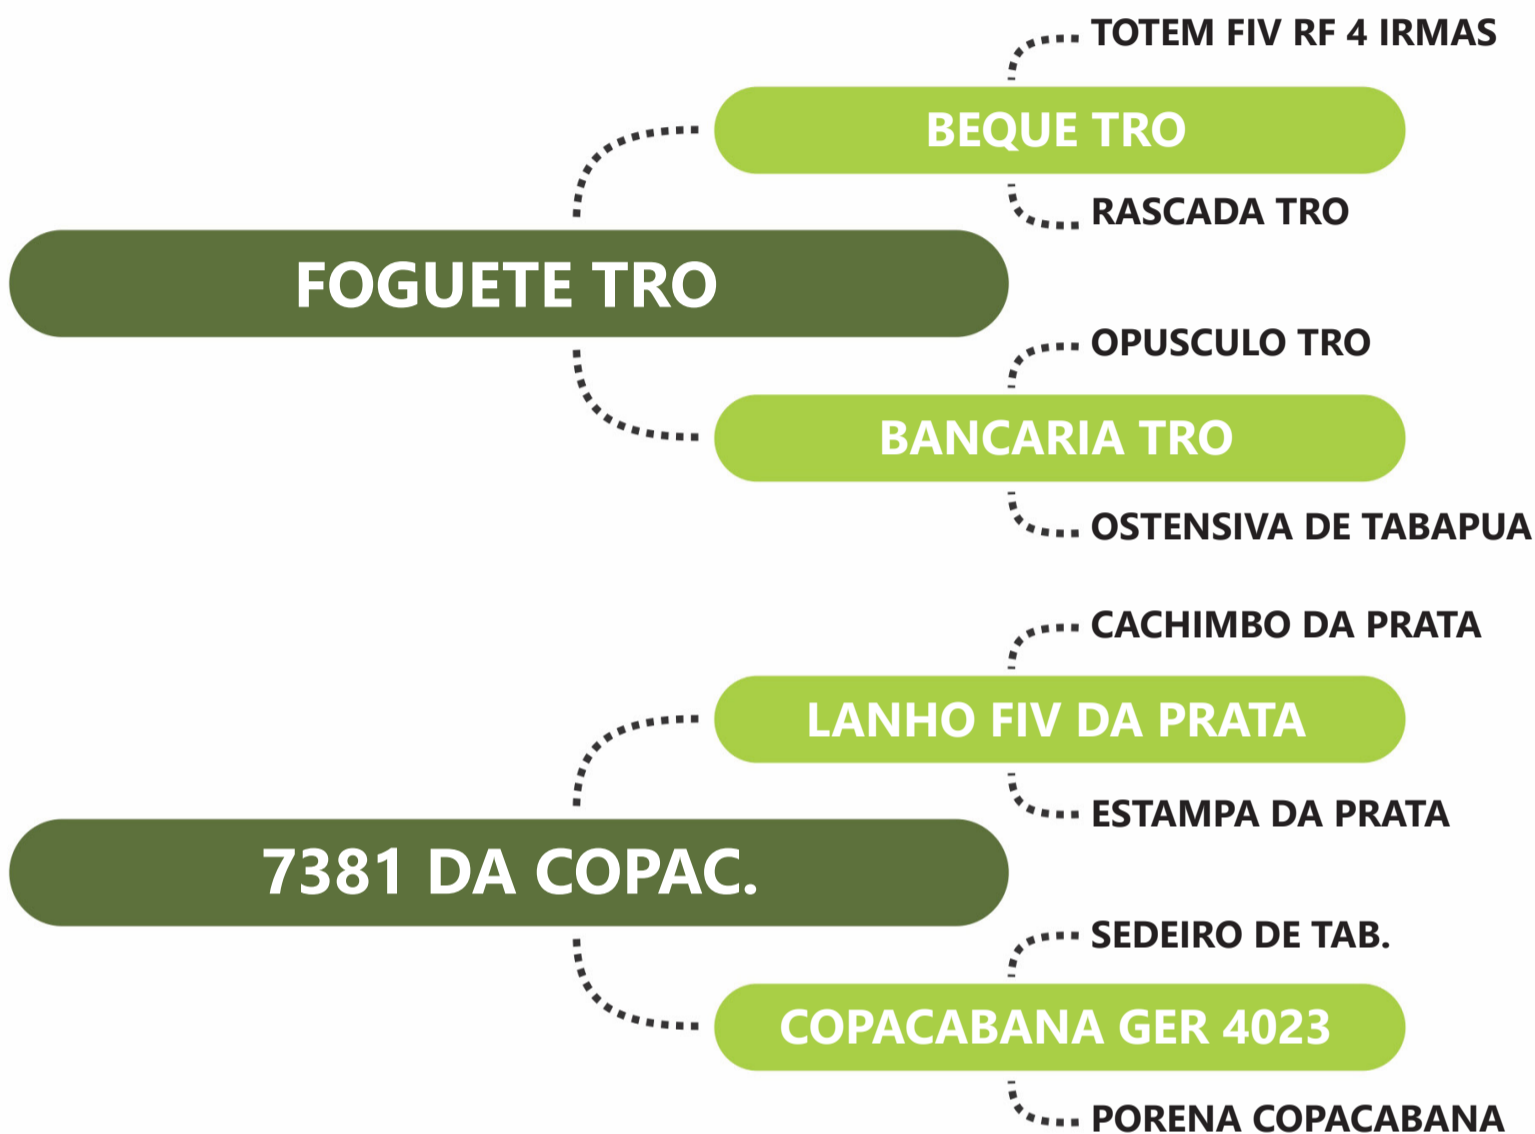 TOTEM FIV RF 4 IRMAS
BEQUE TRO
RASCADA TRO
FOGUETE TRO
OPUSCULO TRO
BANCARIA TRO
OSTENSIVA DE TABAPUA
CACHIMBO DA PRATA
LANHO FIV DA PRATA
ESTAMPA DA PRATA
7381 DA COPAC.
SEDEIRO DE TAB.
COPACABANA GER 4023
PORENA COPACABANA